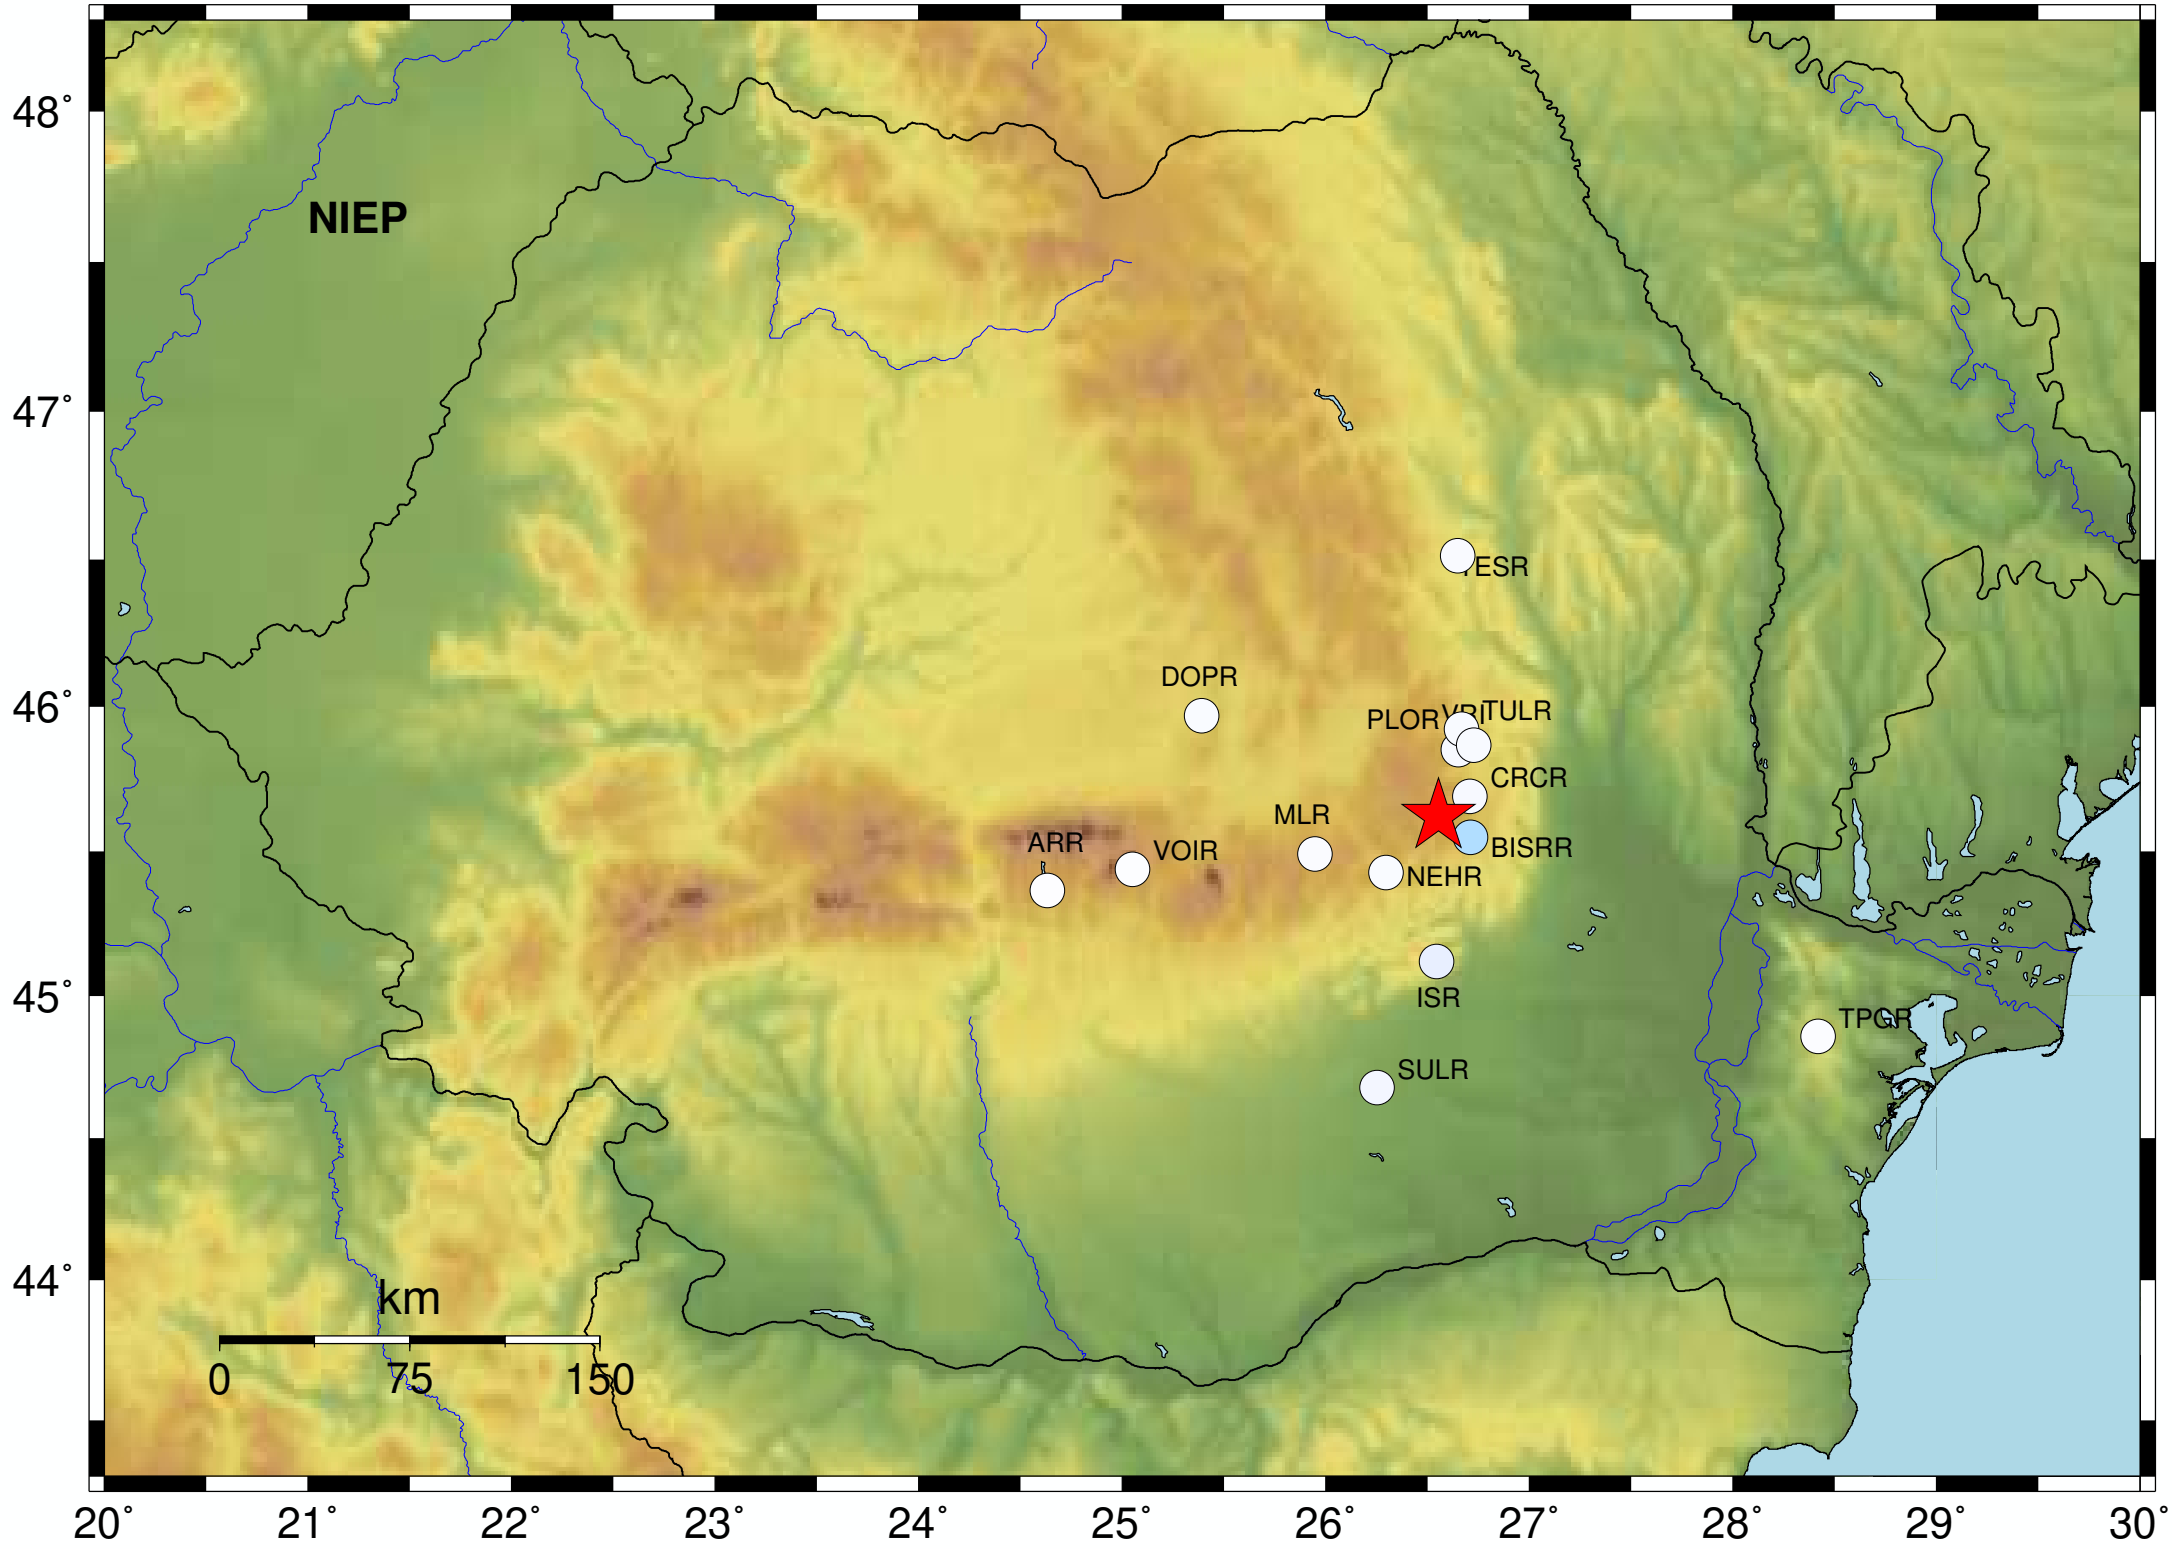 48°
NIEP
47°
TESR
46°
DOPR
PLOR VRI TULR
CRCR
MLR
ARR
VOIR
BISRR
NEHR
45°
ISR
TPGR
SULR
44°
km
0 75 150
20° 21° 22° 23° 24° 25° 26° 27° 28° 29° 30°